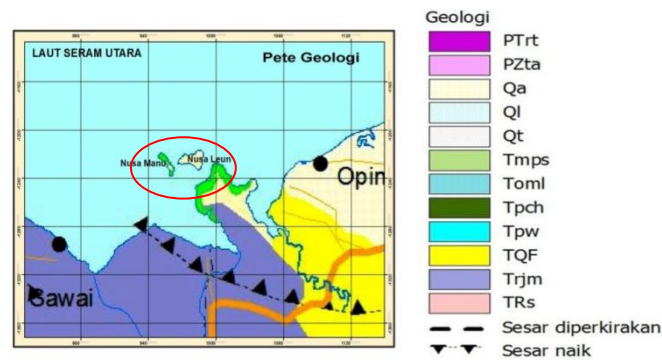 LAUT SERAM UTARA
Pete Geologi
Nusa Manu
Nusa Leun
Opin
Sawai
Geologi
PTrt
PZta
Qa
Ql
Qt
Tmps
Toml
Tpch
Tpw
TQF
Trjm
TRs
Sesar diperkirakan
Sesar naik